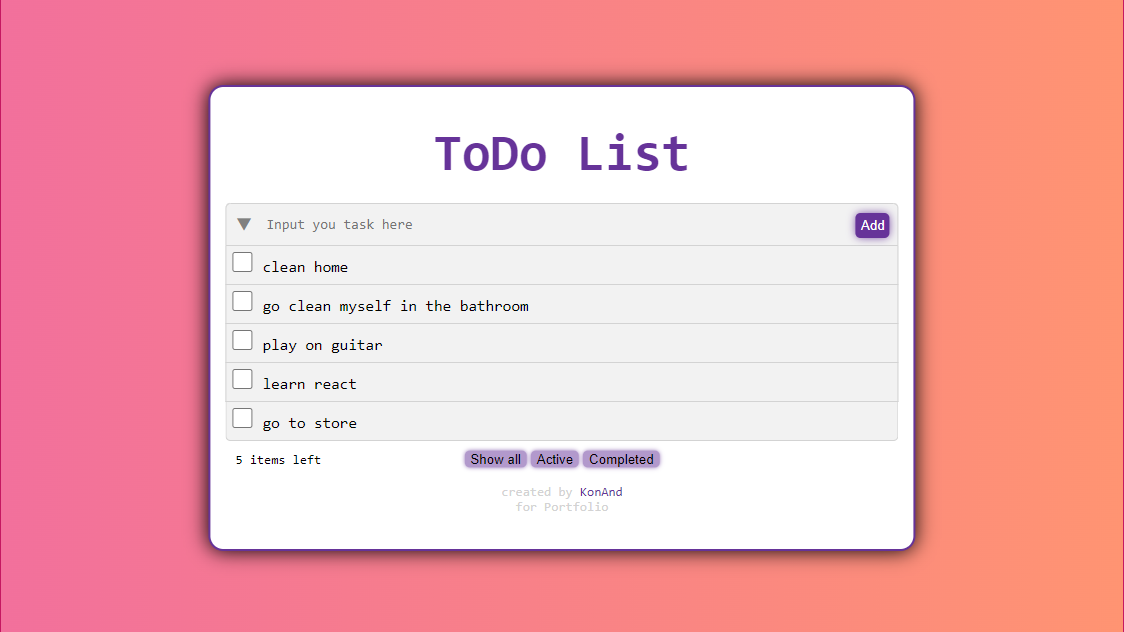 ToDo List
▼ Input you task here Add
clean home
go clean myself in the bathroom
play on guitar
learn react
go to store
5 items left Show all Active Completed
created by KonAnd
for Portfolio